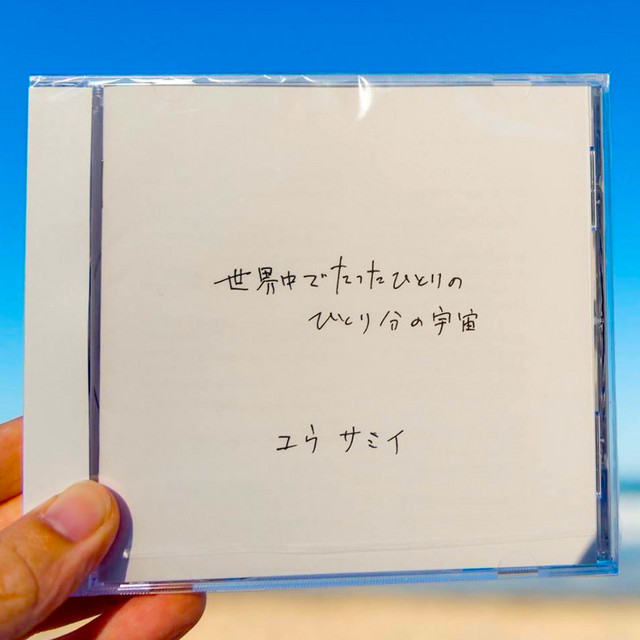 世界中でたったひとりの
ひとり分の宇宙
ユウ サミイ